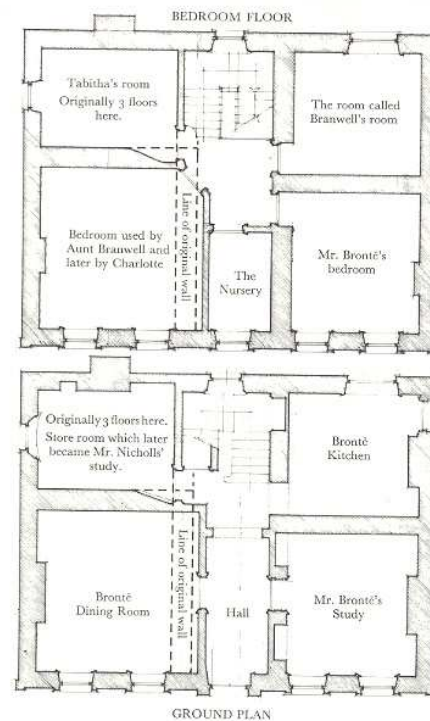 BEDROOM FLOOR
Tabitha's room
Originally 3 floors
here.
The room called
Branwell's room
Bedroom used by
Aunt Branwell and
later by Charlotte
Line of original wall
The
Nursery
Mr. Brontë's
bedroom
Originally 3 floors here.
Store room which later
became Mr. Nicholls'
study.
Brontë
Kitchen
Brontë
Dining Room
Line of original wall
Hall
Mr. Brontë's
Study
GROUND PLAN